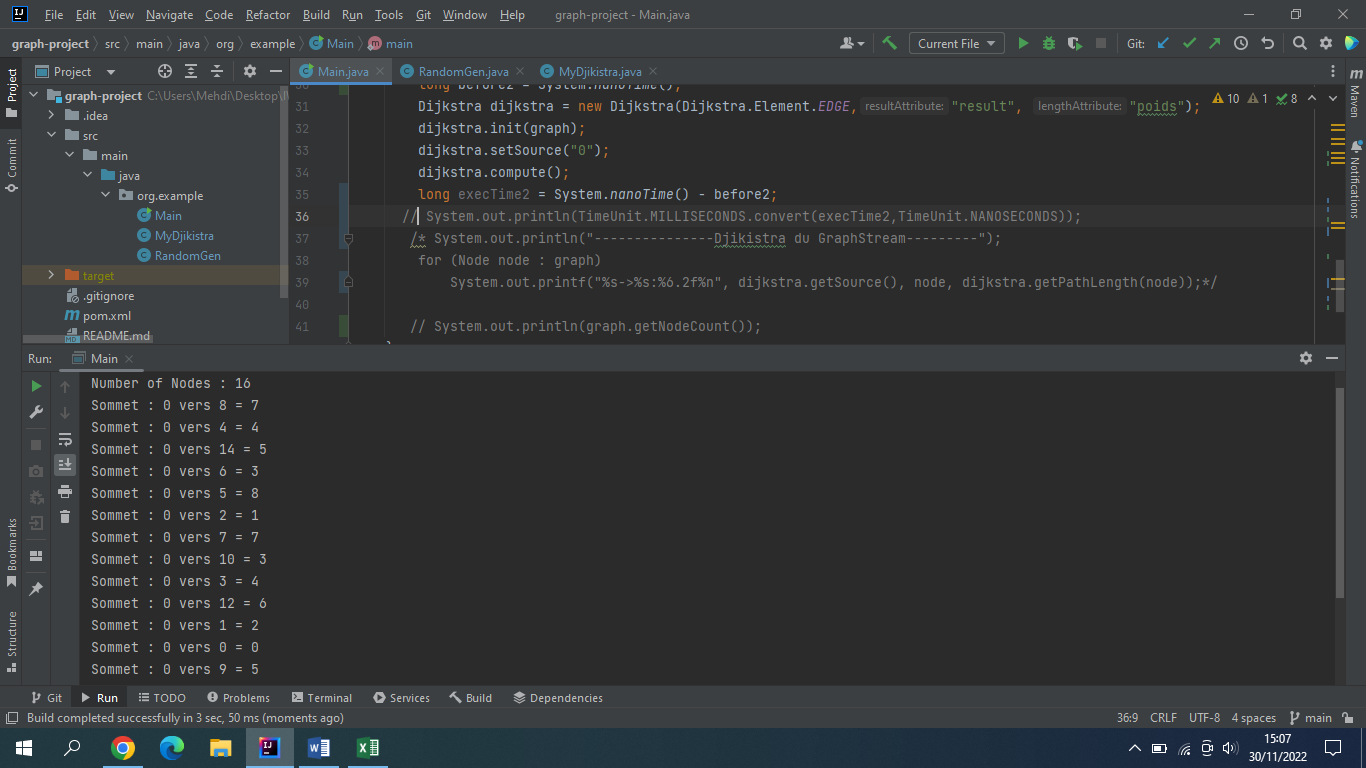 File Edit View Navigate Code Refactor Build Run Tools Git Window Help graph-project - Main.java
graph-project src main java org example Main main Current File Git:
Project Main.java RandomGen.java MyDjikistra.java
graph-project C:\Users\Mehdi\Desktop\
.idea
src
main
java
org.example
Main
MyDjikistra
RandomGen
target
.gitignore
pom.xml
README.md
Project
Commit
Bookmarks
Structure
Maven
Notifications
10 1 8
30 long before2 = System.nanoTime();
31 Dijkstra dijkstra = new Dijkstra(Dijkstra.Element.EDGE, resultAttribute: "result", lengthAttribute: "poids");
32 dijkstra.init(graph);
33 dijkstra.setSource("0");
34 dijkstra.compute();
35 long execTime2 = System.nanoTime() - before2;
36 // System.out.println(TimeUnit.MILLISECONDS.convert(execTime2,TimeUnit.NANOSECONDS));
37 /* System.out.println("---------------Djikistra du GraphStream---------");
38 for (Node node : graph)
39 System.out.printf("%s->%s:%6.2f%n", dijkstra.getSource(), node, dijkstra.getPathLength(node));*/
40
41 // System.out.println(graph.getNodeCount());
Run: Main
Number of Nodes : 16
Sommet : 0 vers 8 = 7
Sommet : 0 vers 4 = 4
Sommet : 0 vers 14 = 5
Sommet : 0 vers 6 = 3
Sommet : 0 vers 5 = 8
Sommet : 0 vers 2 = 1
Sommet : 0 vers 7 = 7
Sommet : 0 vers 10 = 3
Sommet : 0 vers 3 = 4
Sommet : 0 vers 12 = 6
Sommet : 0 vers 1 = 2
Sommet : 0 vers 0 = 0
Sommet : 0 vers 9 = 5
Git Run TODO Problems Terminal Services Build Dependencies
Build completed successfully in 3 sec, 50 ms (moments ago) 36:9 CRLF UTF-8 4 spaces main
15:07
30/11/2022